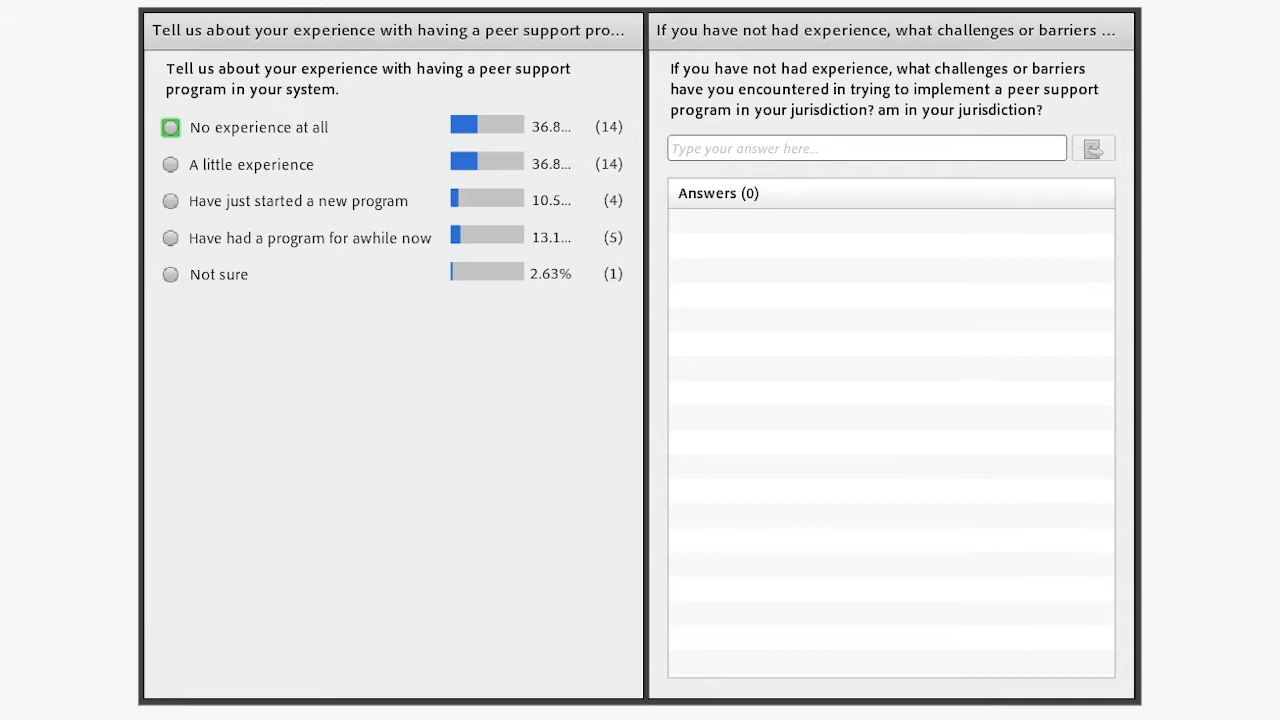 Tell us about your experience with having a peer support pro...
Tell us about your experience with having a peer support
program in your system.
No experience at all 36.8... (14)
A little experience 36.8... (14)
Have just started a new program 10.5... (4)
Have had a program for awhile now 13.1... (5)
Not sure 2.63% (1)
If you have not had experience, what challenges or barriers ...
If you have not had experience, what challenges or barriers
have you encountered in trying to implement a peer support
program in your jurisdiction? am in your jurisdiction?
Type your answer here...
Answers (0)